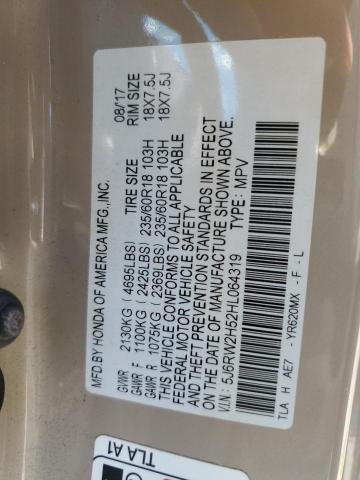 MFD.BY HONDA OF AMERICA MFG.,INC. 08/17
GVWR 2130KG ( 4695LBS) TIRE SIZE RIM SIZE
GAWR F 1100KG ( 2425LBS) 235/60R18 103H 18X7.5J
GAWR R 1075KG ( 2369LBS) 235/60R18 103H 18X7.5J
THIS VEHICLE CONFORMS TO ALL APPLICABLE
FEDERAL MOTOR VEHICLE SAFETY
AND THEFT PREVENTION STANDARDS IN EFFECT
ON THE DATE OF MANUFACTURE SHOWN ABOVE.
V.I.N.: 5J6RW2H52HL064319 TYPE: MPV
TLA H AE7 - YR620MX - F - L
TLA A1